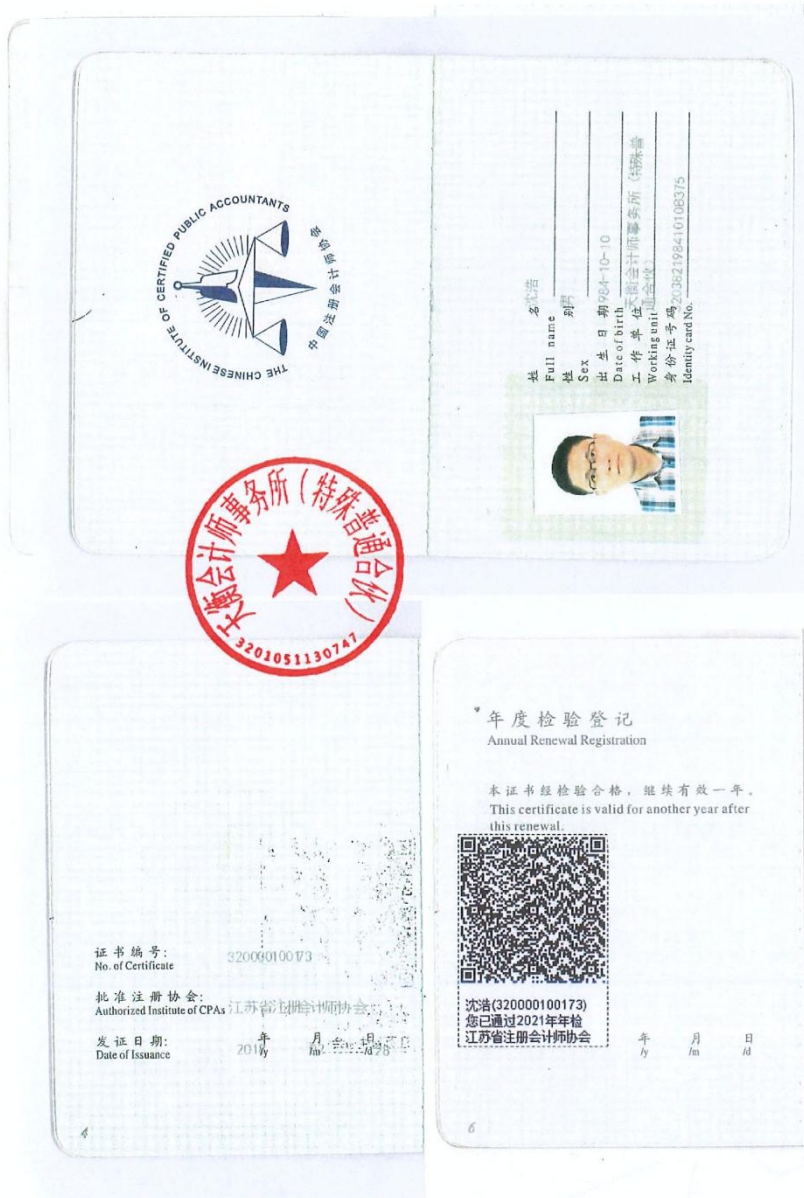 THE CHINESE INSTITUTE OF CERTIFIED PUBLIC ACCOUNTANTS
中国注册会计师协会
姓 名 沈浩
Full name
性 别 男
Sex
出 生 日 期 1984-10-10
Date of birth
工 作 单 位 天衡会计师事务所(特殊普
通合伙)
Working unit
身份证号码
Identity card No.
天衡会计师事务所(特殊普通合伙)
3201051130747
证书编号:
No. of Certificate
320000100173
批准注册协会:
Authorized Institute of CPAs 江苏省注册会计师协会
发证日期:
Date of Issuance
年 月 日
/y /m /d
4
年度检验登记
Annual Renewal Registration
本证书经检验合格,继续有效一年。
This certificate is valid for another year after
this renewal.
沈浩(320000100173)
您已通过2021年年检
江苏省注册会计师协会
年 月 日
/y /m /d
6